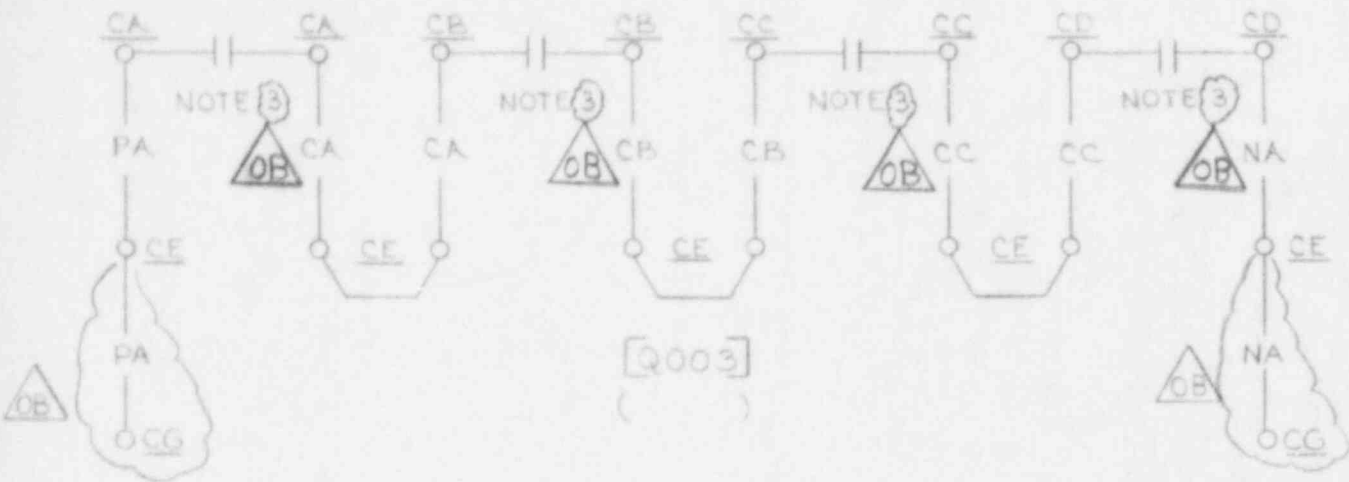 CA CA CB CB CC CC CD CD
NOTE 3 NOTE 3 NOTE 3 NOTE 3
PA OB CA CA OB CB CB OB CC CC OB NA
CE CE CE CE CE
PA NA
[Q003]
OB OB
( )
CG CG